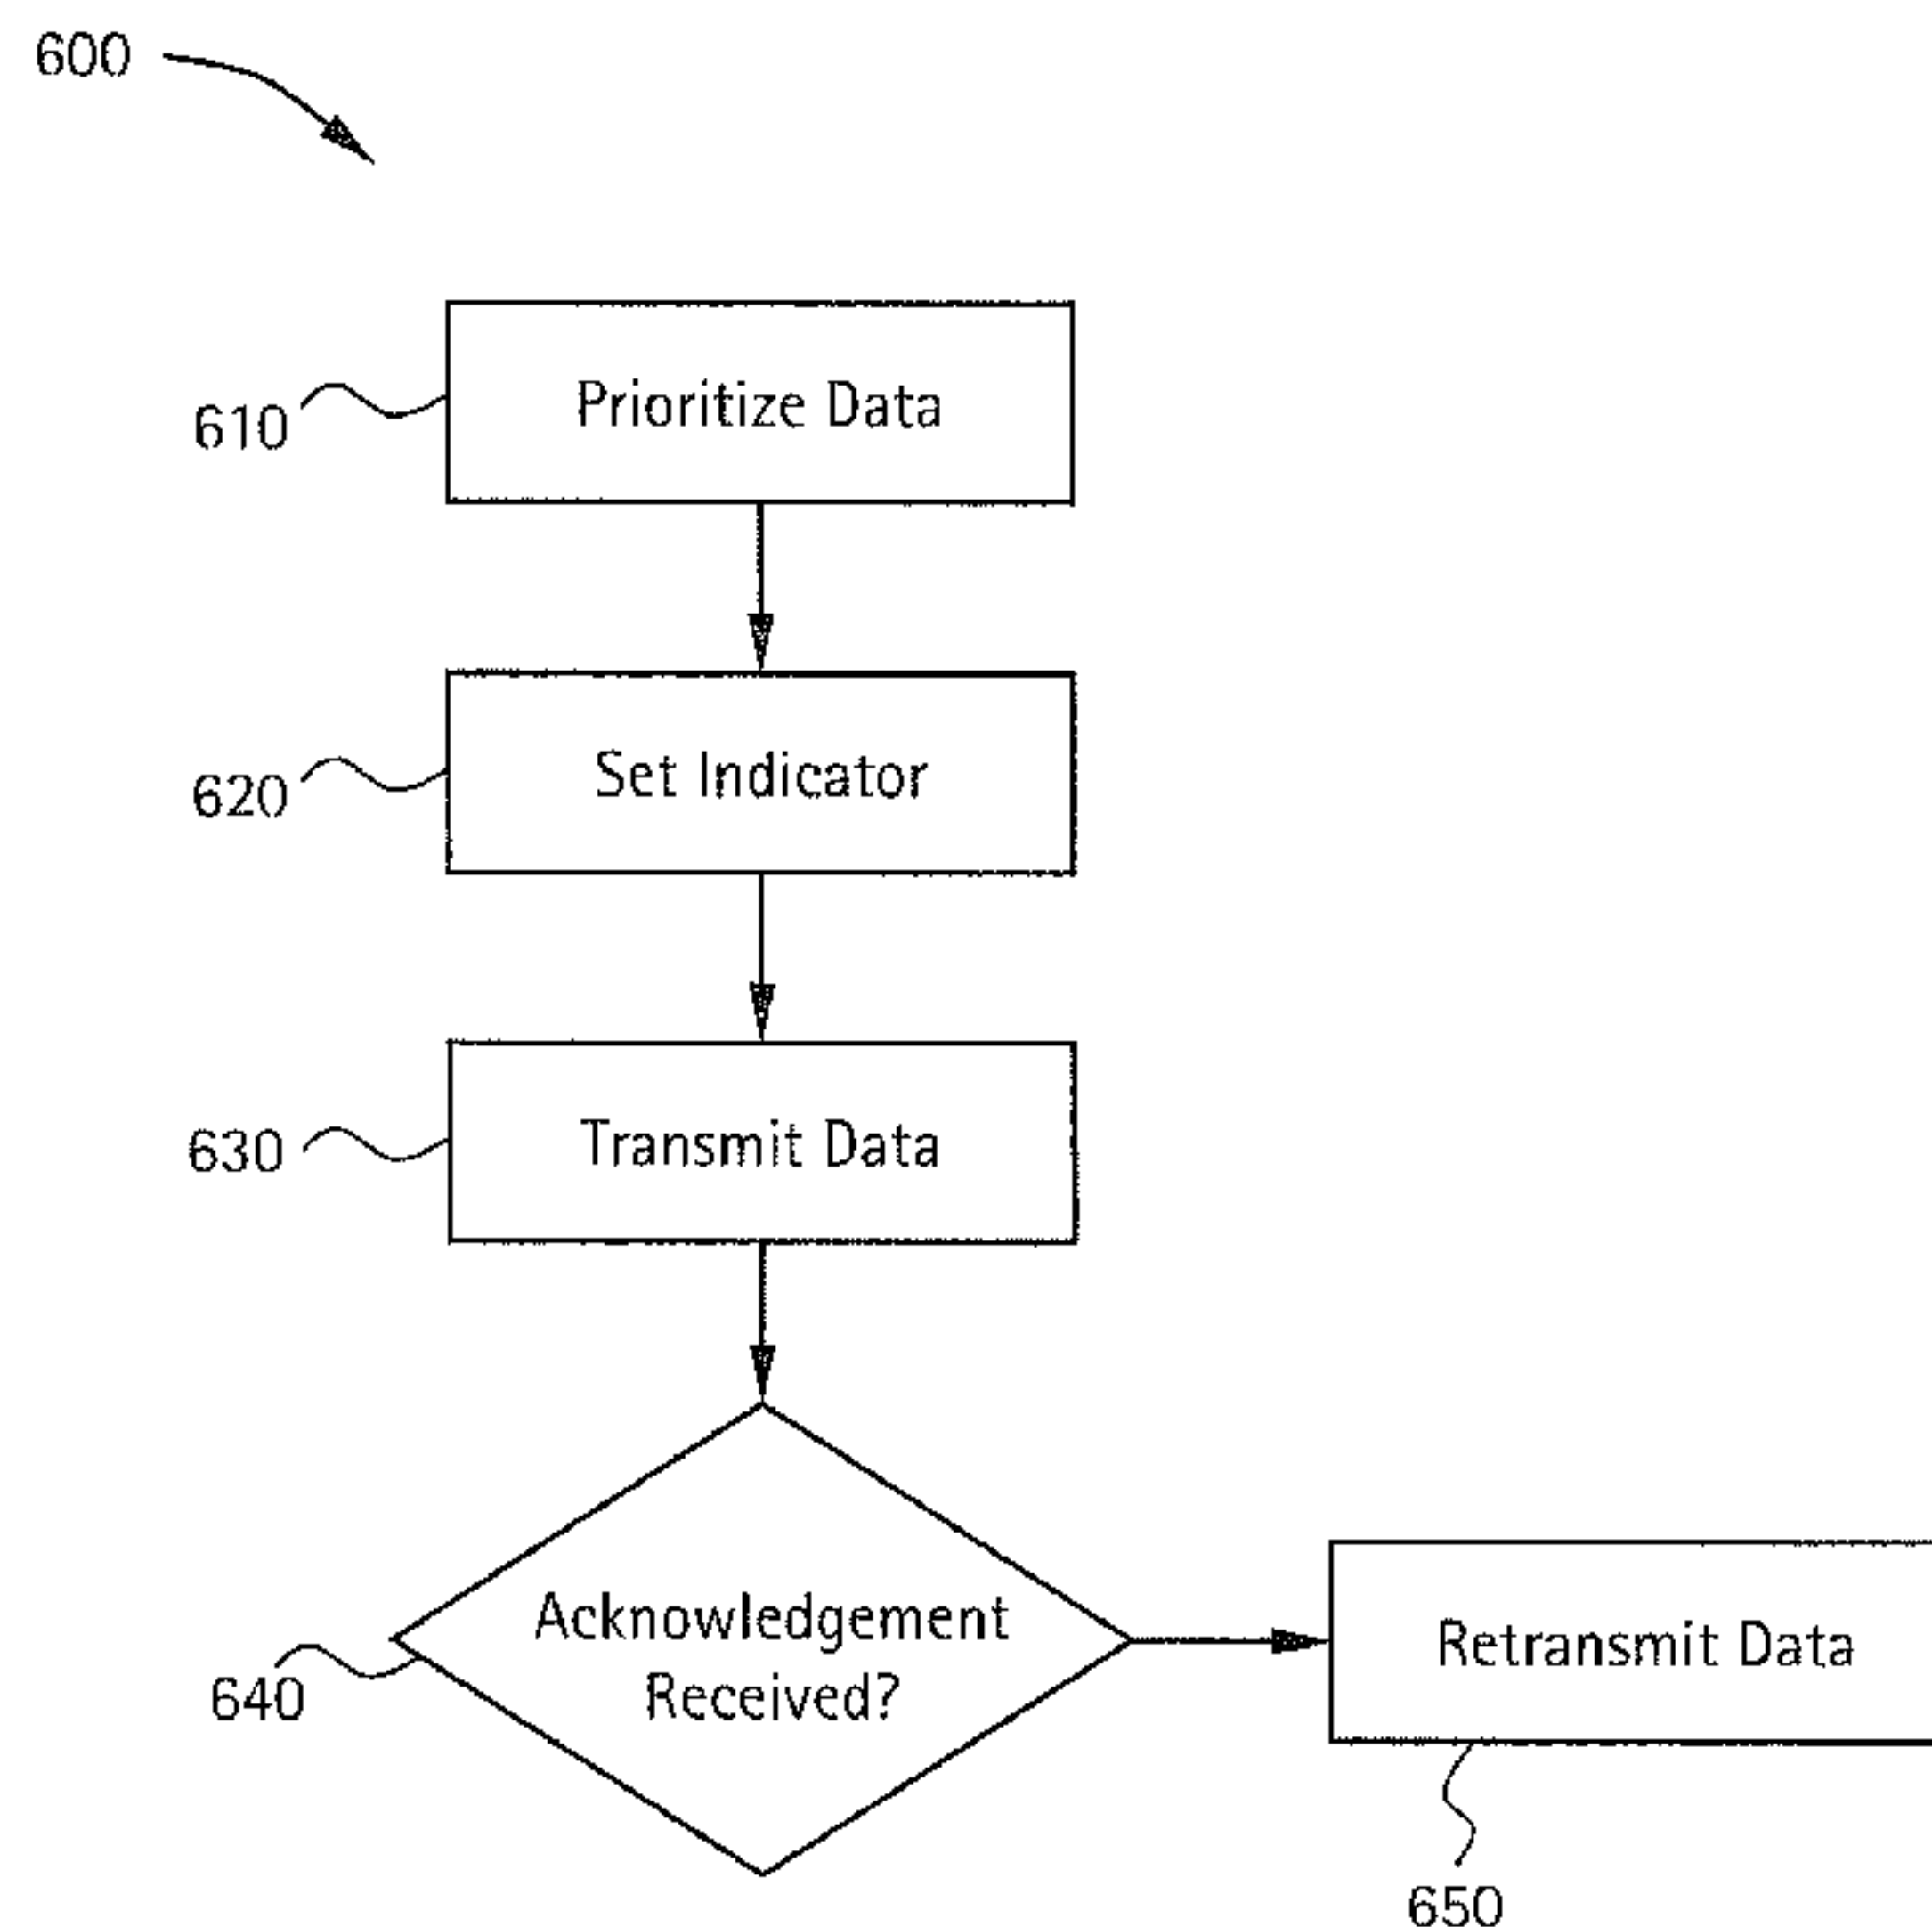 600
Prioritize Data
610
Set Indicator
620
Transmit Data
630
Acknowledgement
Received?
640
Retransmit Data
650